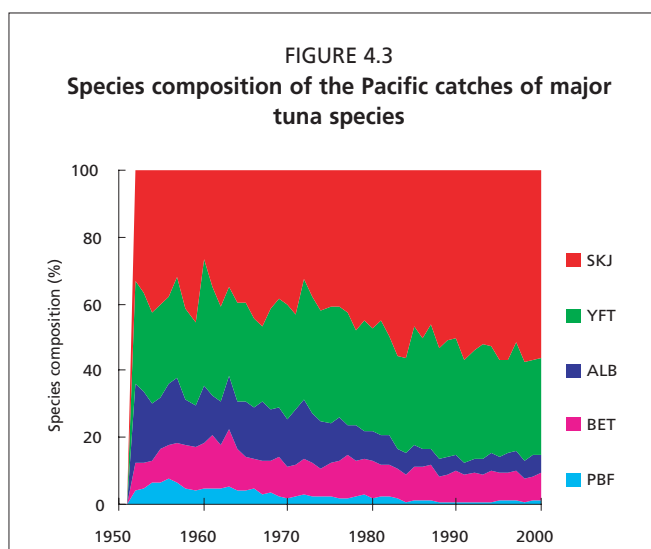 FIGURE 4.3
Species composition of the Pacific catches of major
tuna species
Species composition (%)
100
80
60
40
20
0
1950
1960
1970
1980
1990
2000
SKJ
YFT
ALB
BET
PBF